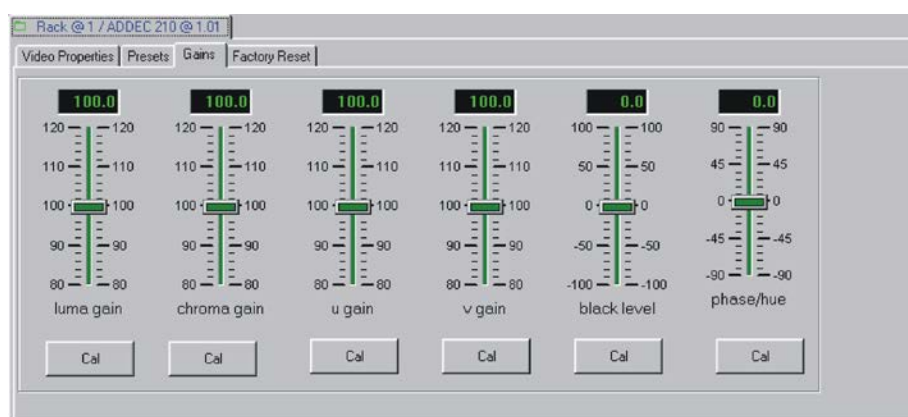 Rack @ 1 / ADDEC 210 @ 1.01
Video Properties Presets Gains Factory Reset
100.0 100.0 100.0 100.0 0.0 0.0
120 120 120 120 120 120 120 120 100 100 90 90
110 110 110 110 110 110 110 110 50 50 45 45
100 100 100 100 100 100 100 100 0 0 0 0
90 90 90 90 90 90 90 90 -50 -50 -45 -45
80 80 80 80 80 80 80 80 -100 -100 -90 -90
luma gain chroma gain u gain v gain black level phase/hue
Cal Cal Cal Cal Cal Cal